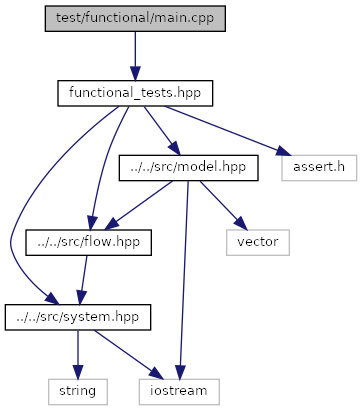 test/functional/main.cpp
functional_tests.hpp
../../src/model.hpp
assert.h
../../src/flow.hpp
vector
../../src/system.hpp
string
iostream